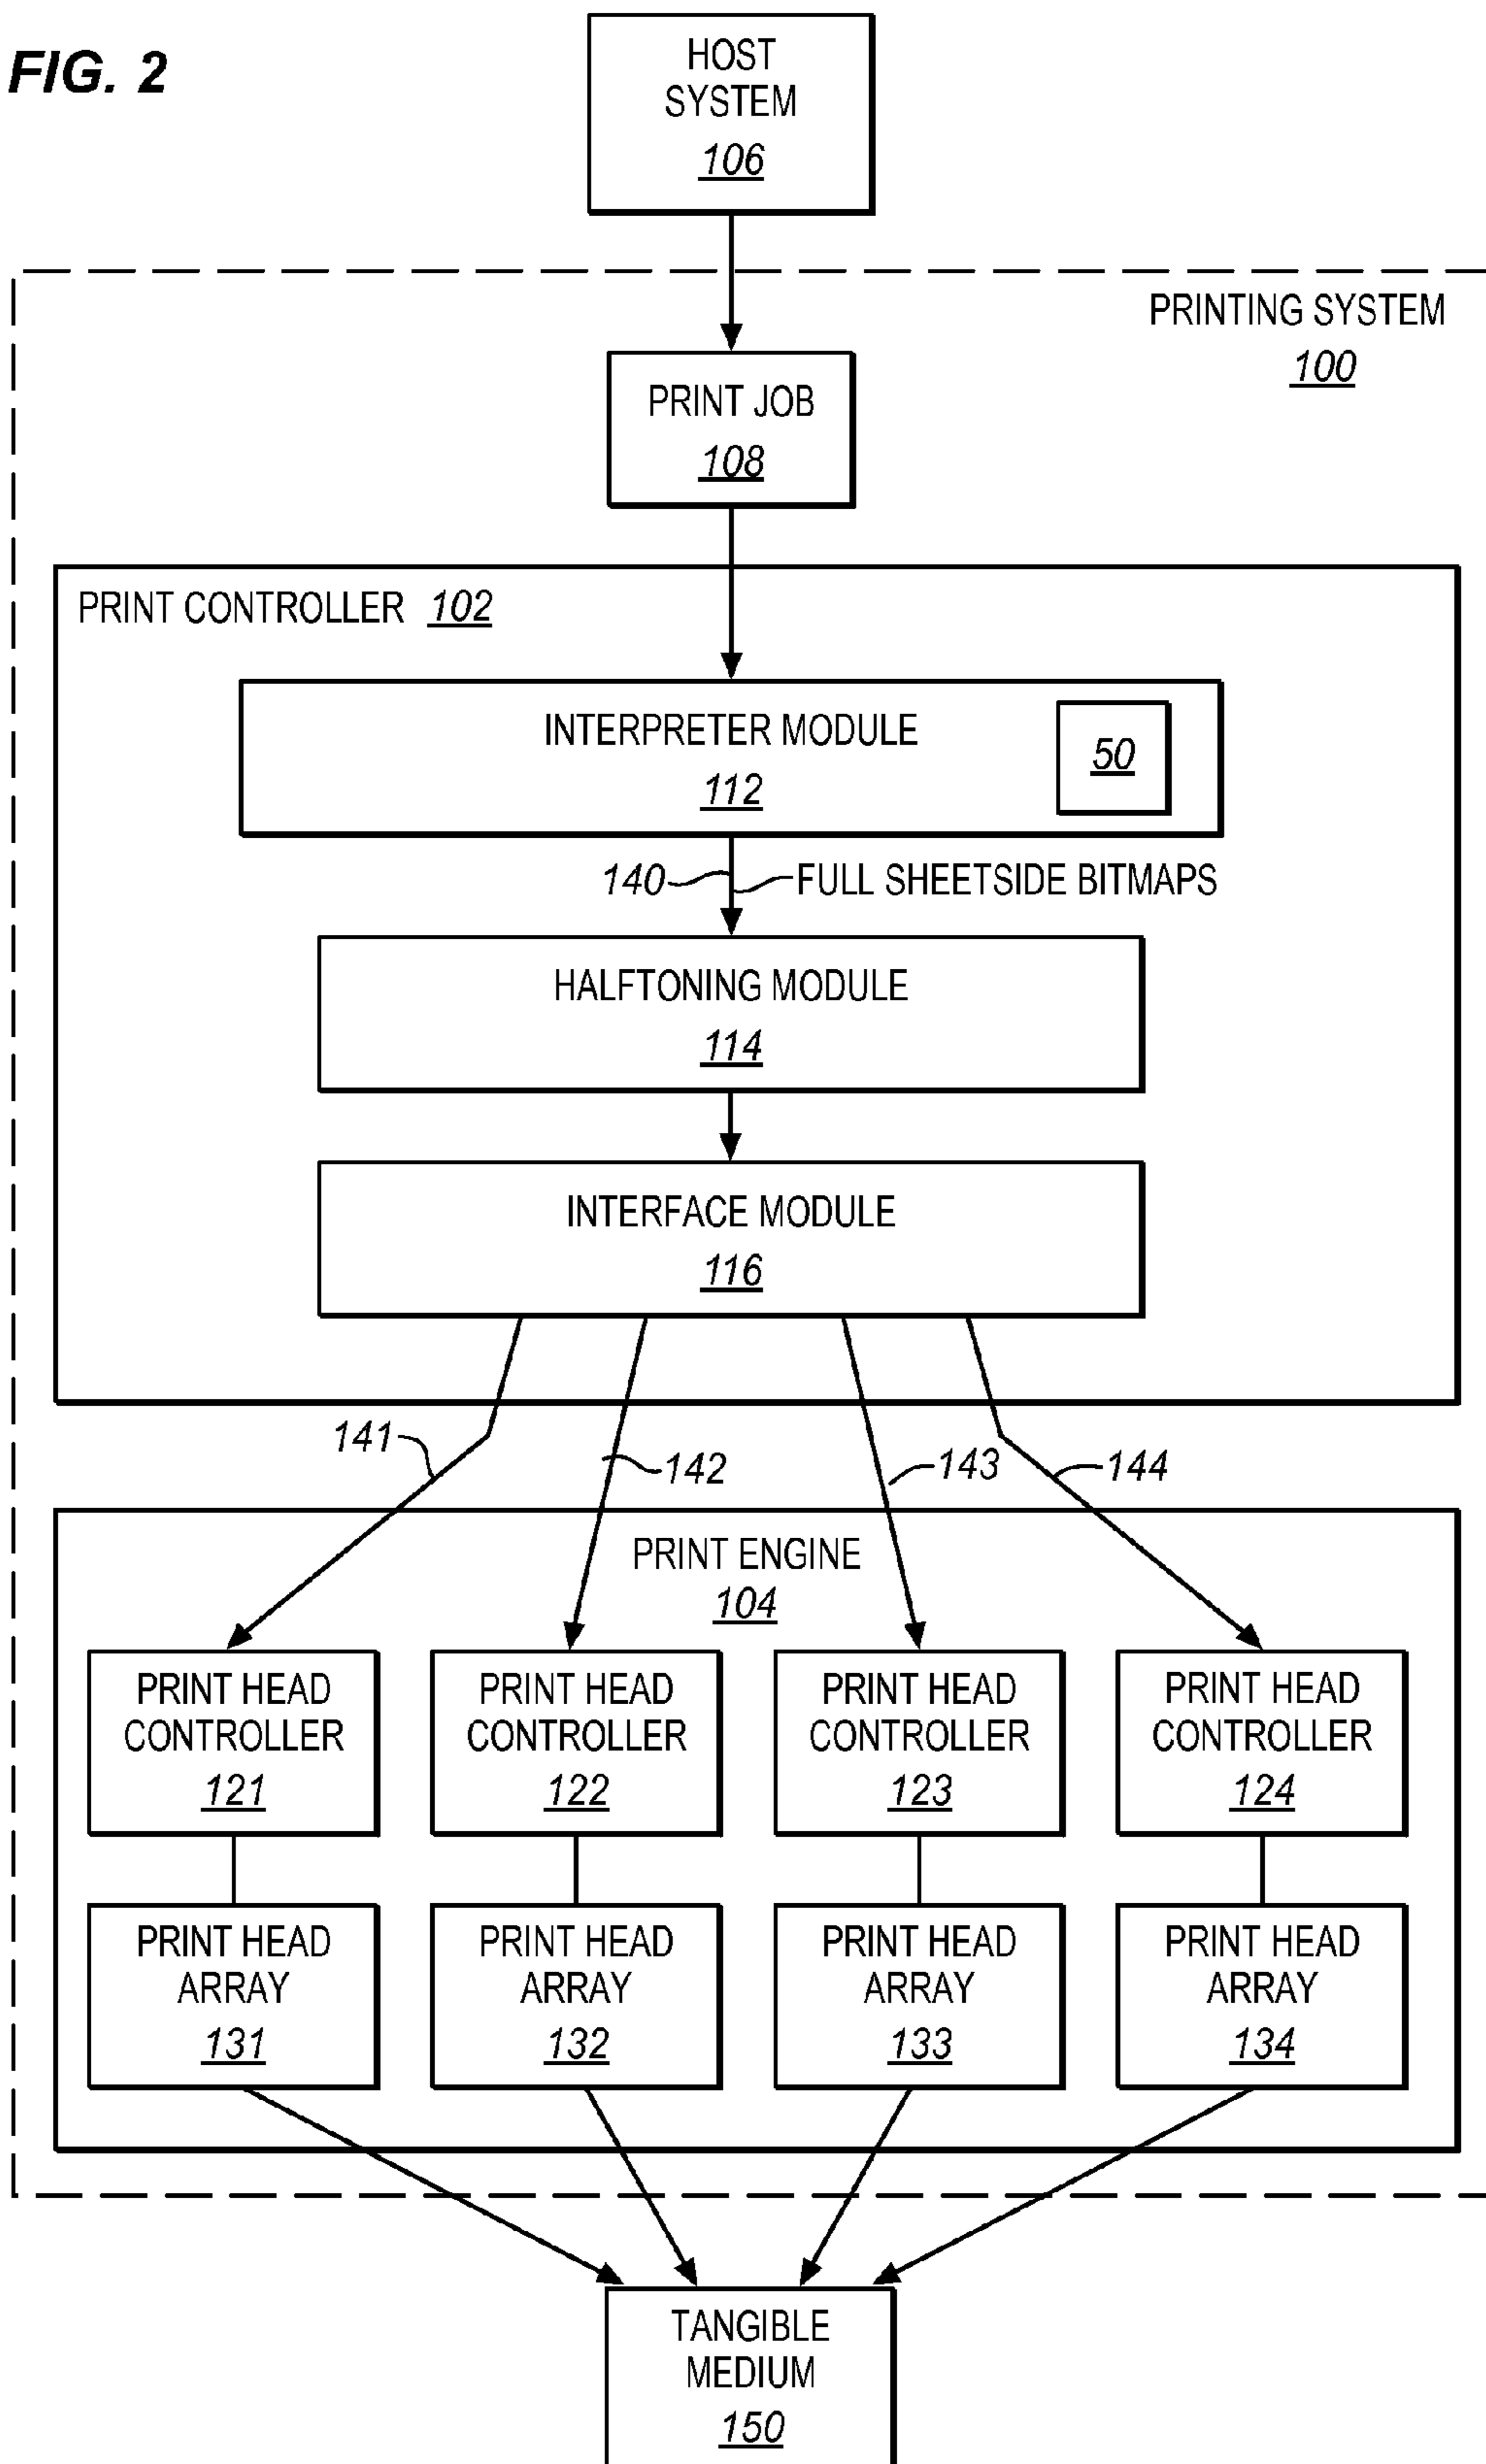 FIG. 2
HOST
SYSTEM
106
PRINTING SYSTEM
100
PRINT JOB
108
PRINT CONTROLLER 102
INTERPRETER MODULE
112
50
140
FULL SHEETSIDE BITMAPS
HALFTONING MODULE
114
INTERFACE MODULE
116
141
142
143
144
PRINT ENGINE
104
PRINT HEAD
CONTROLLER
121
PRINT HEAD
CONTROLLER
122
PRINT HEAD
CONTROLLER
123
PRINT HEAD
CONTROLLER
124
PRINT HEAD
ARRAY
131
PRINT HEAD
ARRAY
132
PRINT HEAD
ARRAY
133
PRINT HEAD
ARRAY
134
TANGIBLE
MEDIUM
150